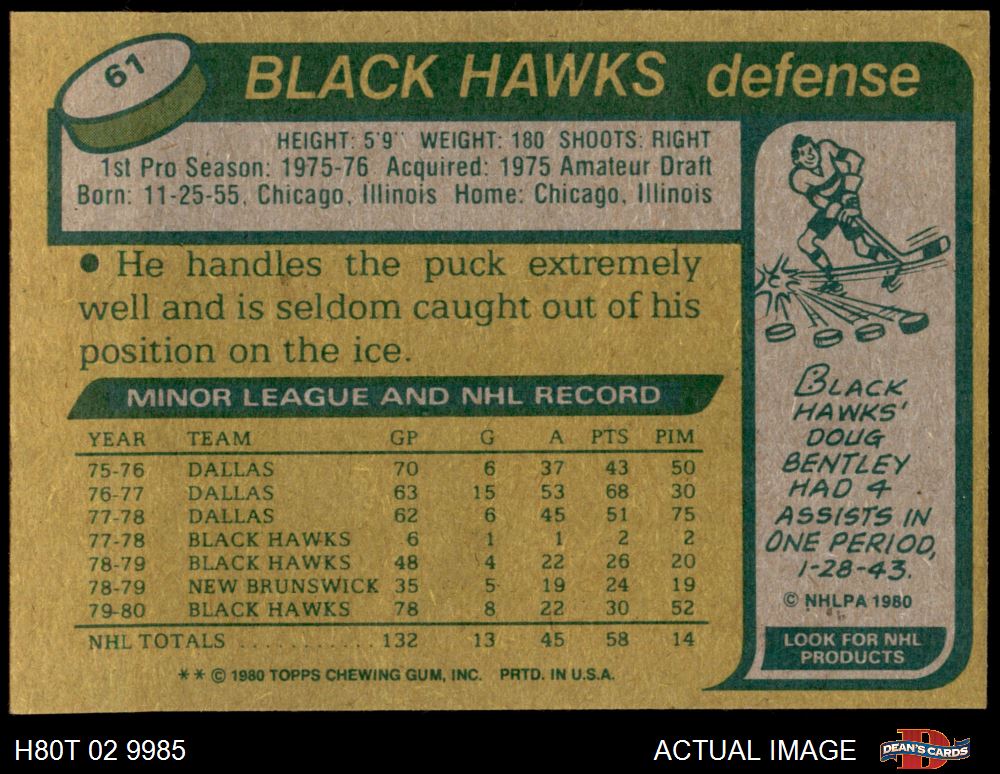 61
BLACK HAWKS defense
HEIGHT: 5'9" WEIGHT: 180 SHOOTS: RIGHT
1st Pro Season: 1975-76 Acquired: 1975 Amateur Draft
Born: 11-25-55, Chicago, Illinois Home: Chicago, Illinois
● He handles the puck extremely
well and is seldom caught out of his
position on the ice.
MINOR LEAGUE AND NHL RECORD
YEAR TEAM GP G A PTS PIM
75-76 DALLAS 70 6 37 43 50
76-77 DALLAS 63 15 53 68 30
77-78 DALLAS 62 6 45 51 75
77-78 BLACK HAWKS 6 1 1 2 2
78-79 BLACK HAWKS 48 4 22 26 20
78-79 NEW BRUNSWICK 35 5 19 24 19
79-80 BLACK HAWKS 78 8 22 30 52
NHL TOTALS ............ 132 13 45 58 14
** © 1980 TOPPS CHEWING GUM, INC. PRTD. IN U.S.A.
BLACK
HAWKS'
DOUG
BENTLEY
HAD 4
ASSISTS IN
ONE PERIOD,
1-28-43.
© NHLPA 1980
LOOK FOR NHL
PRODUCTS
H80T 02 9985
ACTUAL IMAGE
DEAN'S CARDS